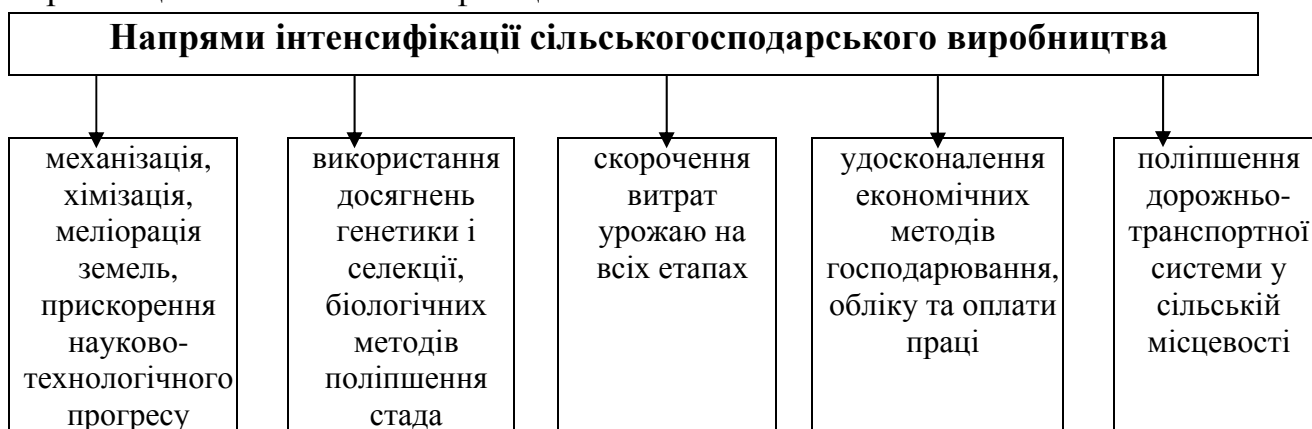 Напрями інтенсифікації сільськогосподарського виробництва
механізація,
хімізація,
меліорація
земель,
прискорення
науково-
технологічного
прогресу
використання
досягнень
генетики і
селекції,
біологічних
методів
поліпшення
стада
скорочення
витрат
урожаю на
всіх етапах
удосконалення
економічних
методів
господарювання,
обліку та оплати
праці
поліпшення
дорожньо-
транспортної
системи у
сільській
місцевості